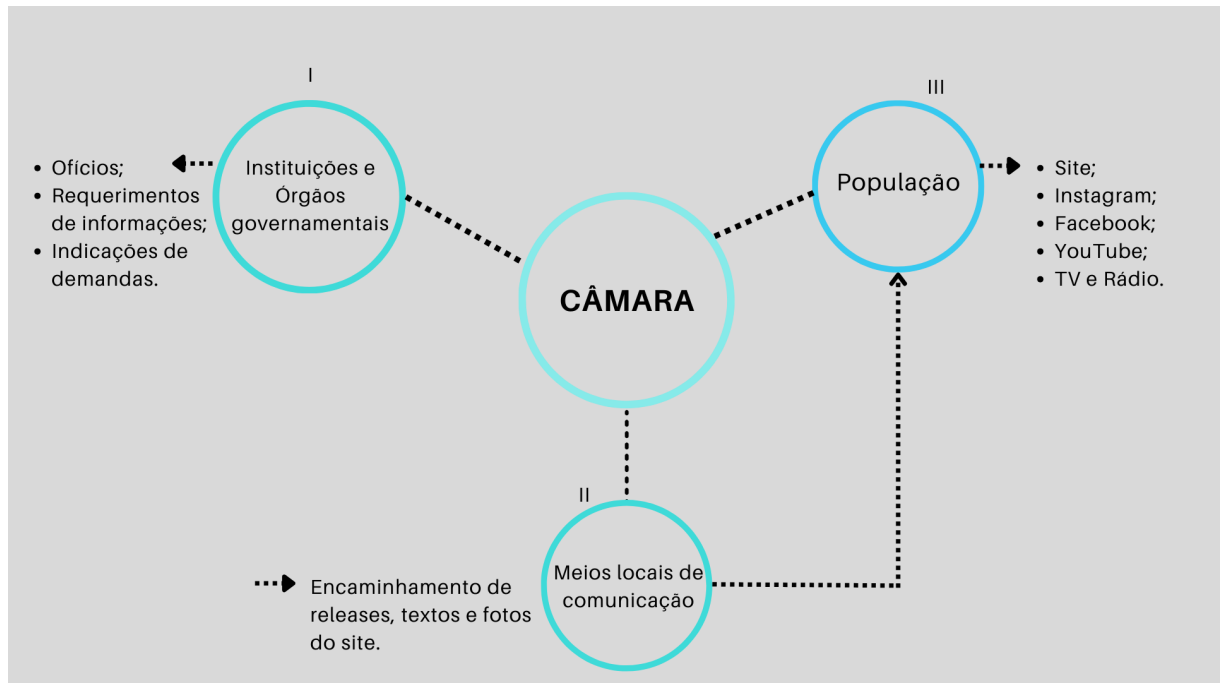 I
Instituições e
Órgãos
governamentais
• Ofícios;
• Requerimentos
de informações;
• Indicações de
demandas.
CÂMARA
III
População
• Site;
• Instagram;
• Facebook;
• YouTube;
• TV e Rádio.
II
Meios locais de
comunicação
Encaminhamento de
releases, textos e fotos
do site.